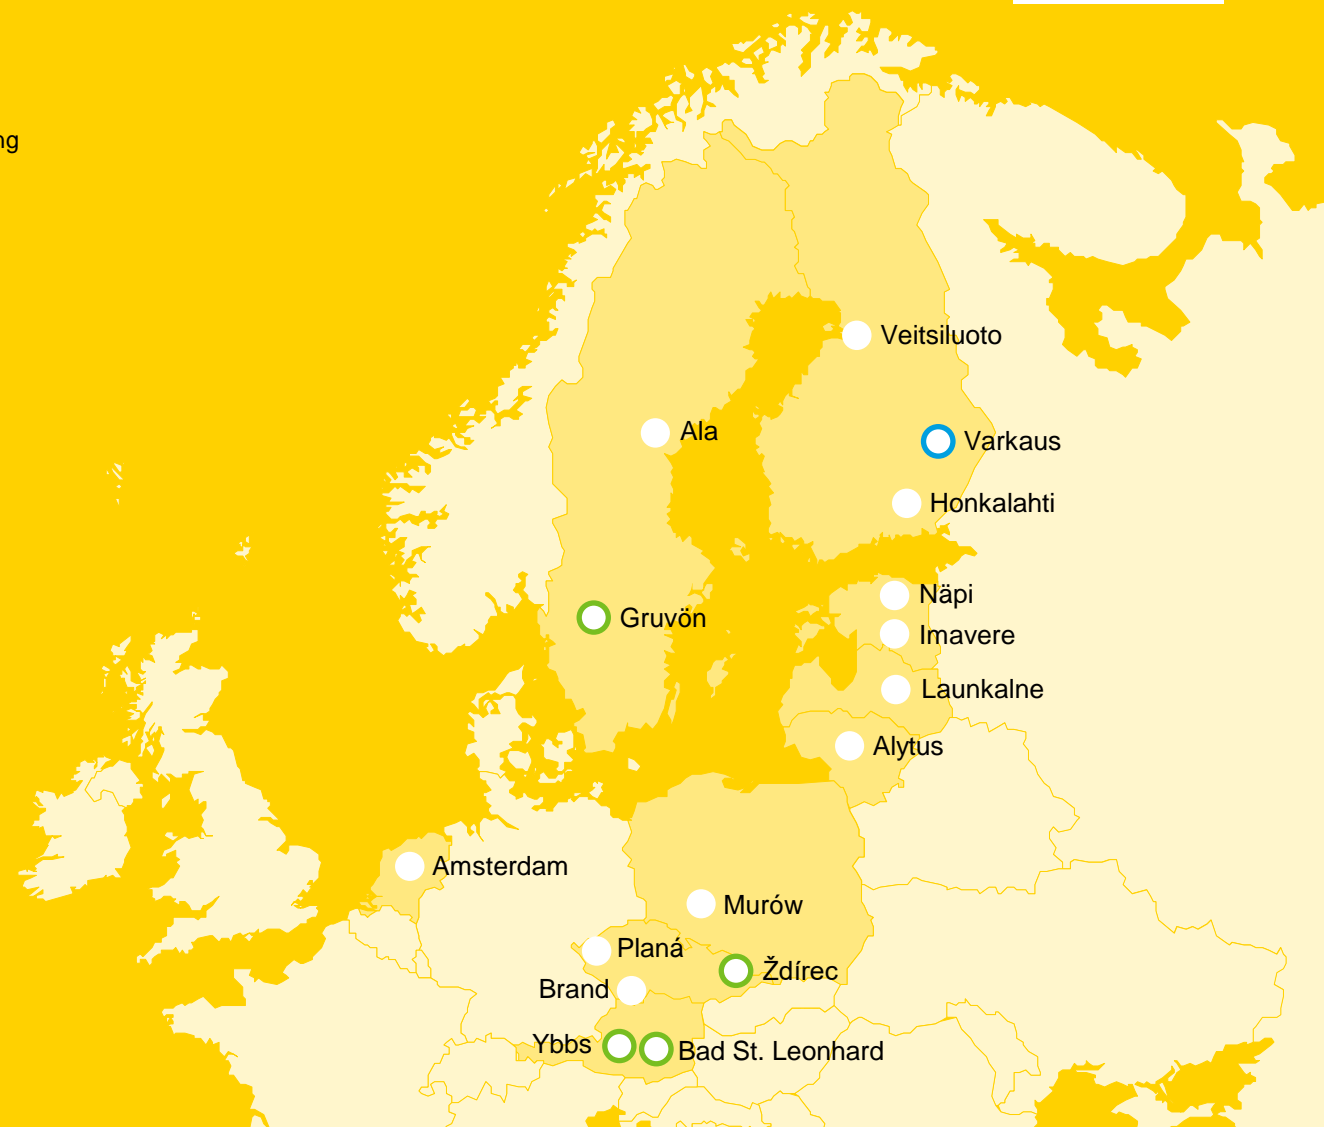 ng
Veitsiluoto
Ala
Varkaus
Honkalahti
Näpi
Gruvön
Imavere
Launkalne
Alytus
Amsterdam
Murów
Planá
Ždírec
Brand
Ybbs
Bad St. Leonhard